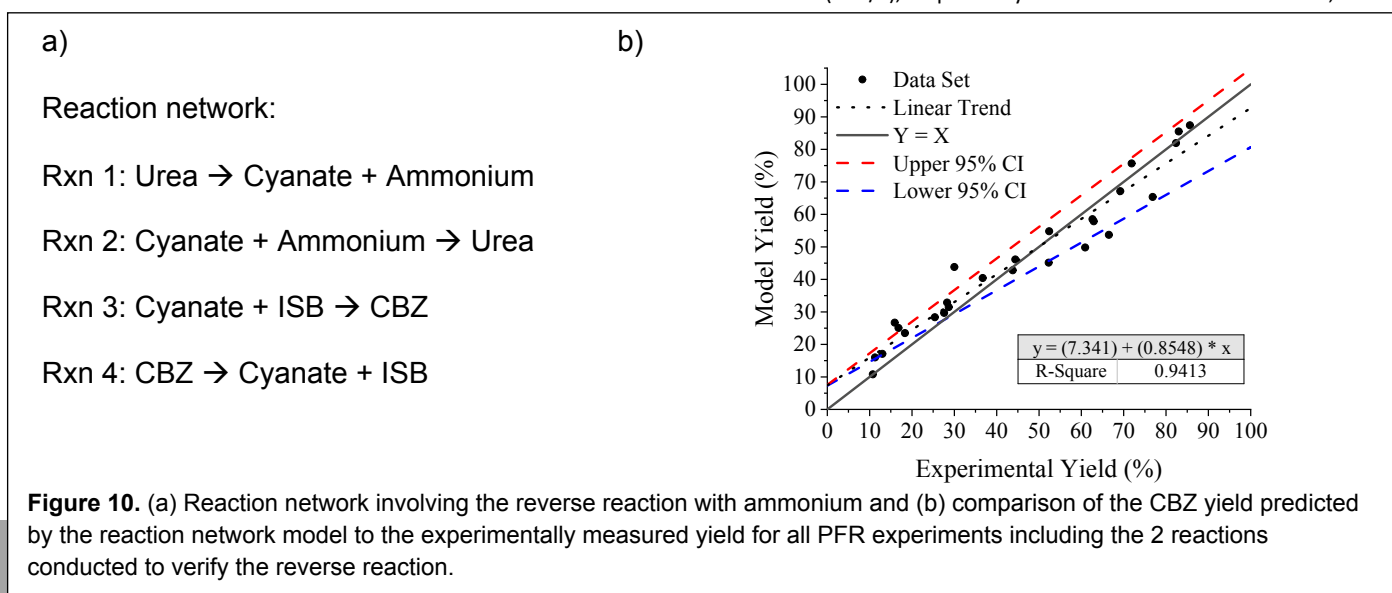 a)
Reaction network:
Rxn 1: Urea → Cyanate + Ammonium
Rxn 2: Cyanate + Ammonium → Urea
Rxn 3: Cyanate + ISB → CBZ
Rxn 4: CBZ → Cyanate + ISB
b)
Model Yield (%)
100
90
80
70
60
50
40
30
20
10
0
Data Set
Linear Trend
Y = X
Upper 95% CI
Lower 95% CI
y = (7.341) + (0.8548) * x
R-Square 0.9413
0 10 20 30 40 50 60 70 80 90 100
Experimental Yield (%)
Figure 10. (a) Reaction network involving the reverse reaction with ammonium and (b) comparison of the CBZ yield predicted
by the reaction network model to the experimentally measured yield for all PFR experiments including the 2 reactions
conducted to verify the reverse reaction.